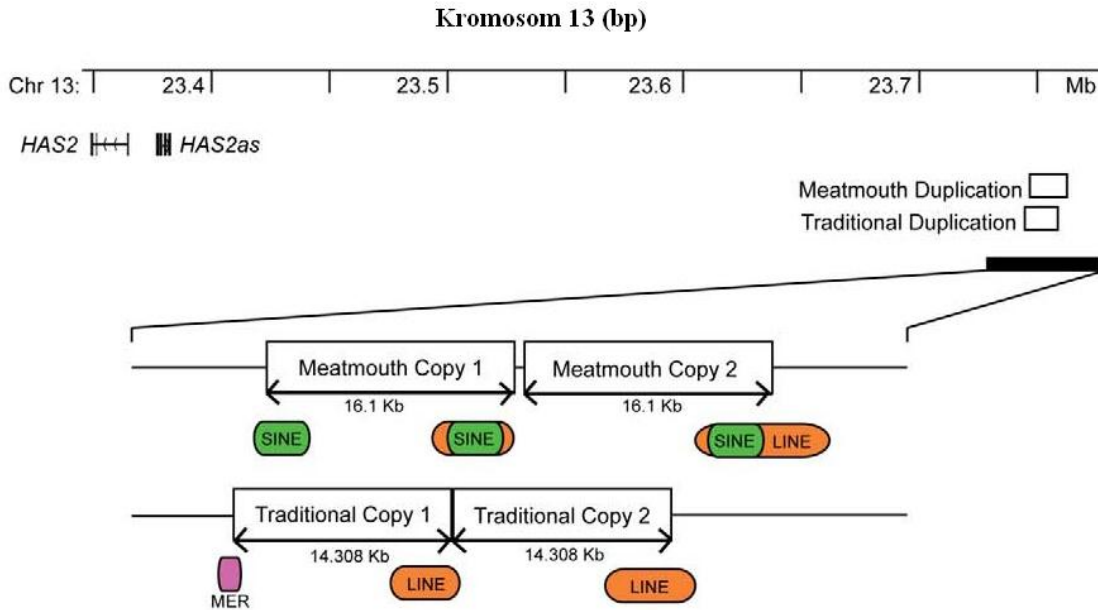 Kromosom 13 (bp)
Chr 13: 23.4 23.5 23.6 23.7 Mb
HAS2 HAS2as
Meatmouth Duplication
Traditional Duplication
Meatmouth Copy 1 Meatmouth Copy 2
16.1 Kb 16.1 Kb
SINE SINE SINE LINE
Traditional Copy 1 Traditional Copy 2
14.308 Kb 14.308 Kb
LINE LINE
MER